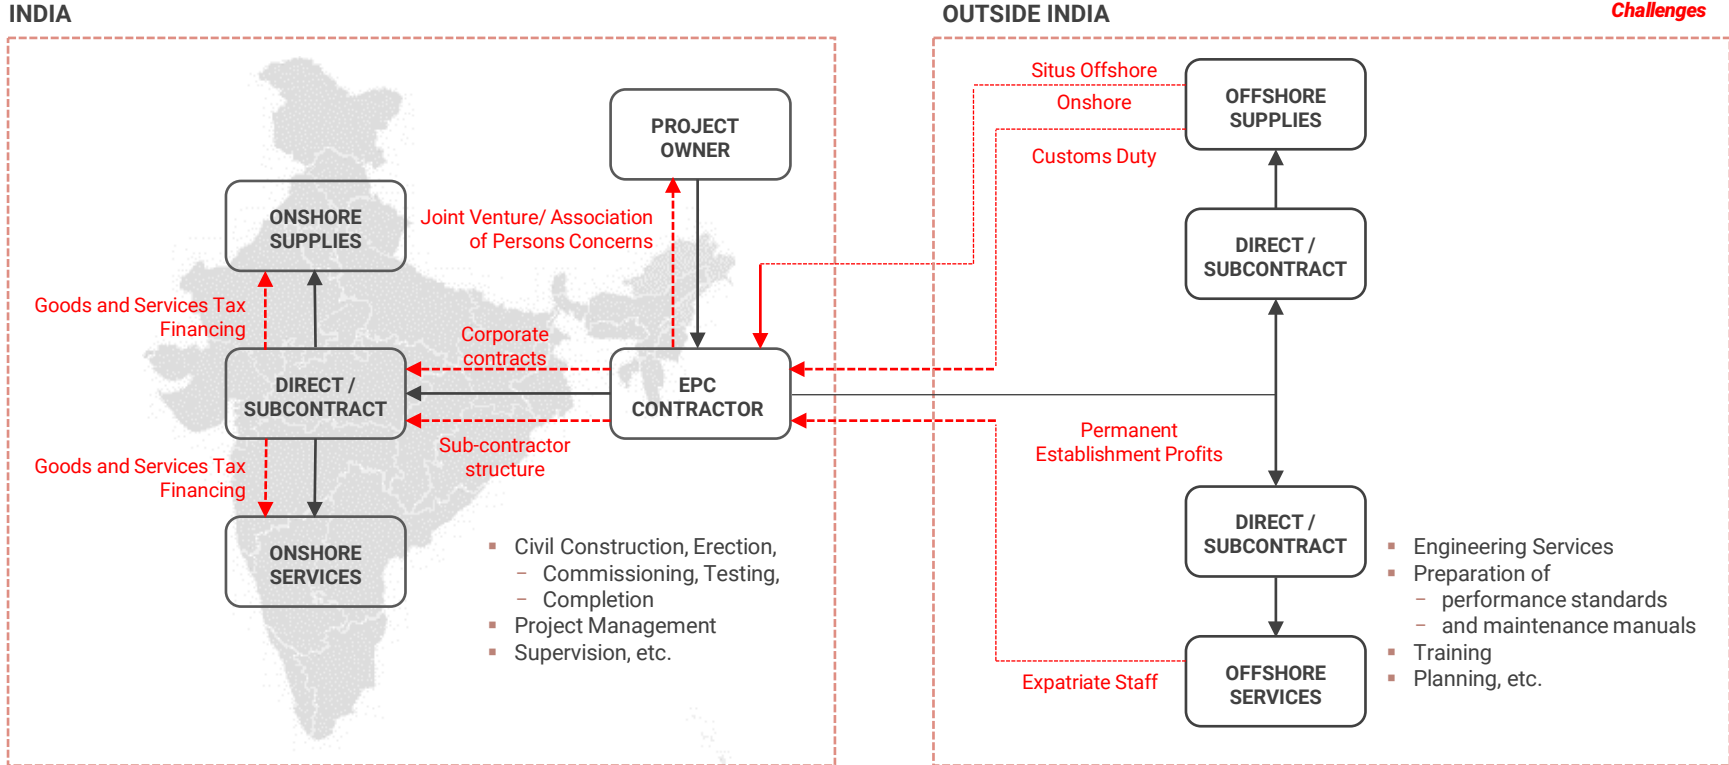 INDIA
OUTSIDE INDIA
Challenges
PROJECT
OWNER
ONSHORE
SUPPLIES
Joint Venture/ Association
of Persons Concerns
Goods and Services Tax
Financing
Corporate
contracts
DIRECT /
SUBCONTRACT
EPC
CONTRACTOR
Sub-contractor
structure
Goods and Services Tax
Financing
ONSHORE
SERVICES
▪ Civil Construction, Erection,
– Commissioning, Testing,
– Completion
▪ Project Management
▪ Supervision, etc.
Situs Offshore
Onshore
Customs Duty
OFFSHORE
SUPPLIES
DIRECT /
SUBCONTRACT
Permanent
Establishment Profits
DIRECT /
SUBCONTRACT
Expatriate Staff
OFFSHORE
SERVICES
▪ Engineering Services
▪ Preparation of
– performance standards
– and maintenance manuals
▪ Training
▪ Planning, etc.